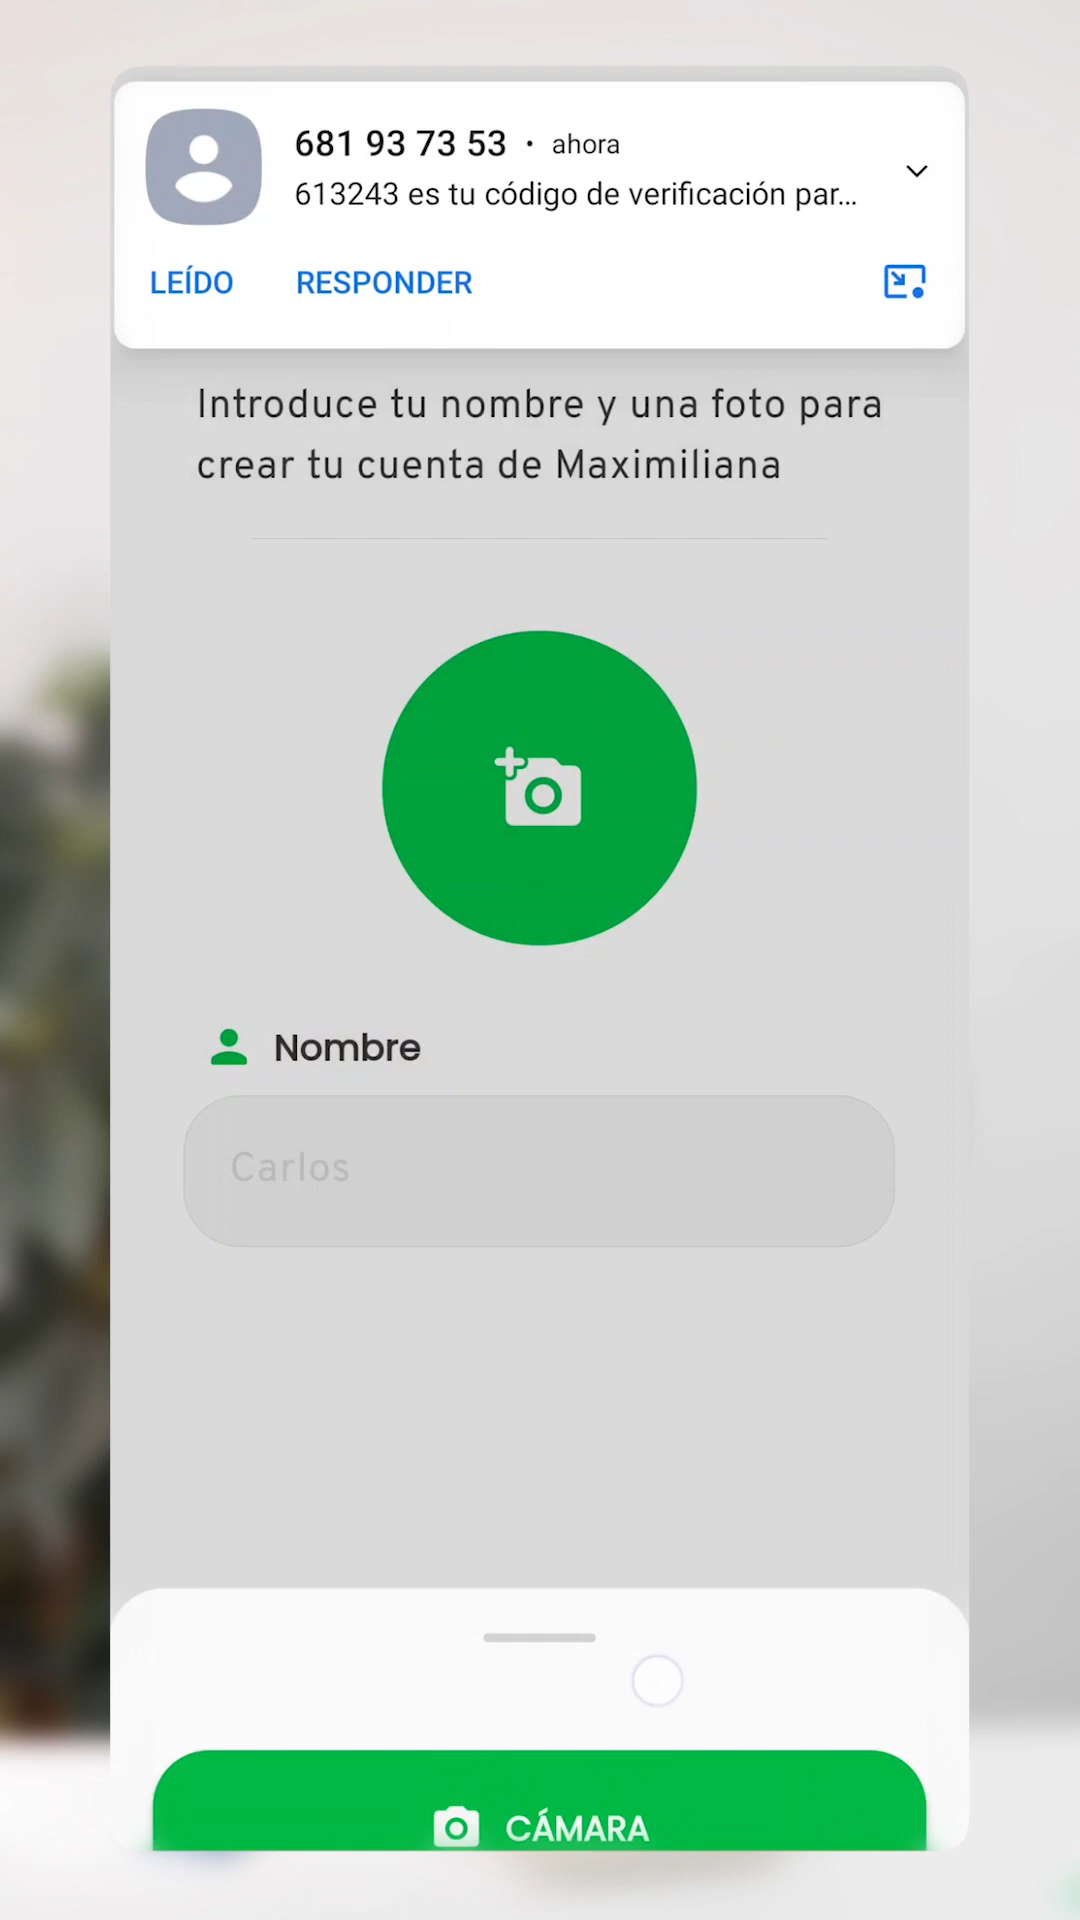 681 93 73 53 • ahora
613243 es tu código de verificación par...
LEÍDO RESPONDER
Introduce tu nombre y una foto para
crear tu cuenta de Maximiliana
Nombre
Carlos
CÁMARA